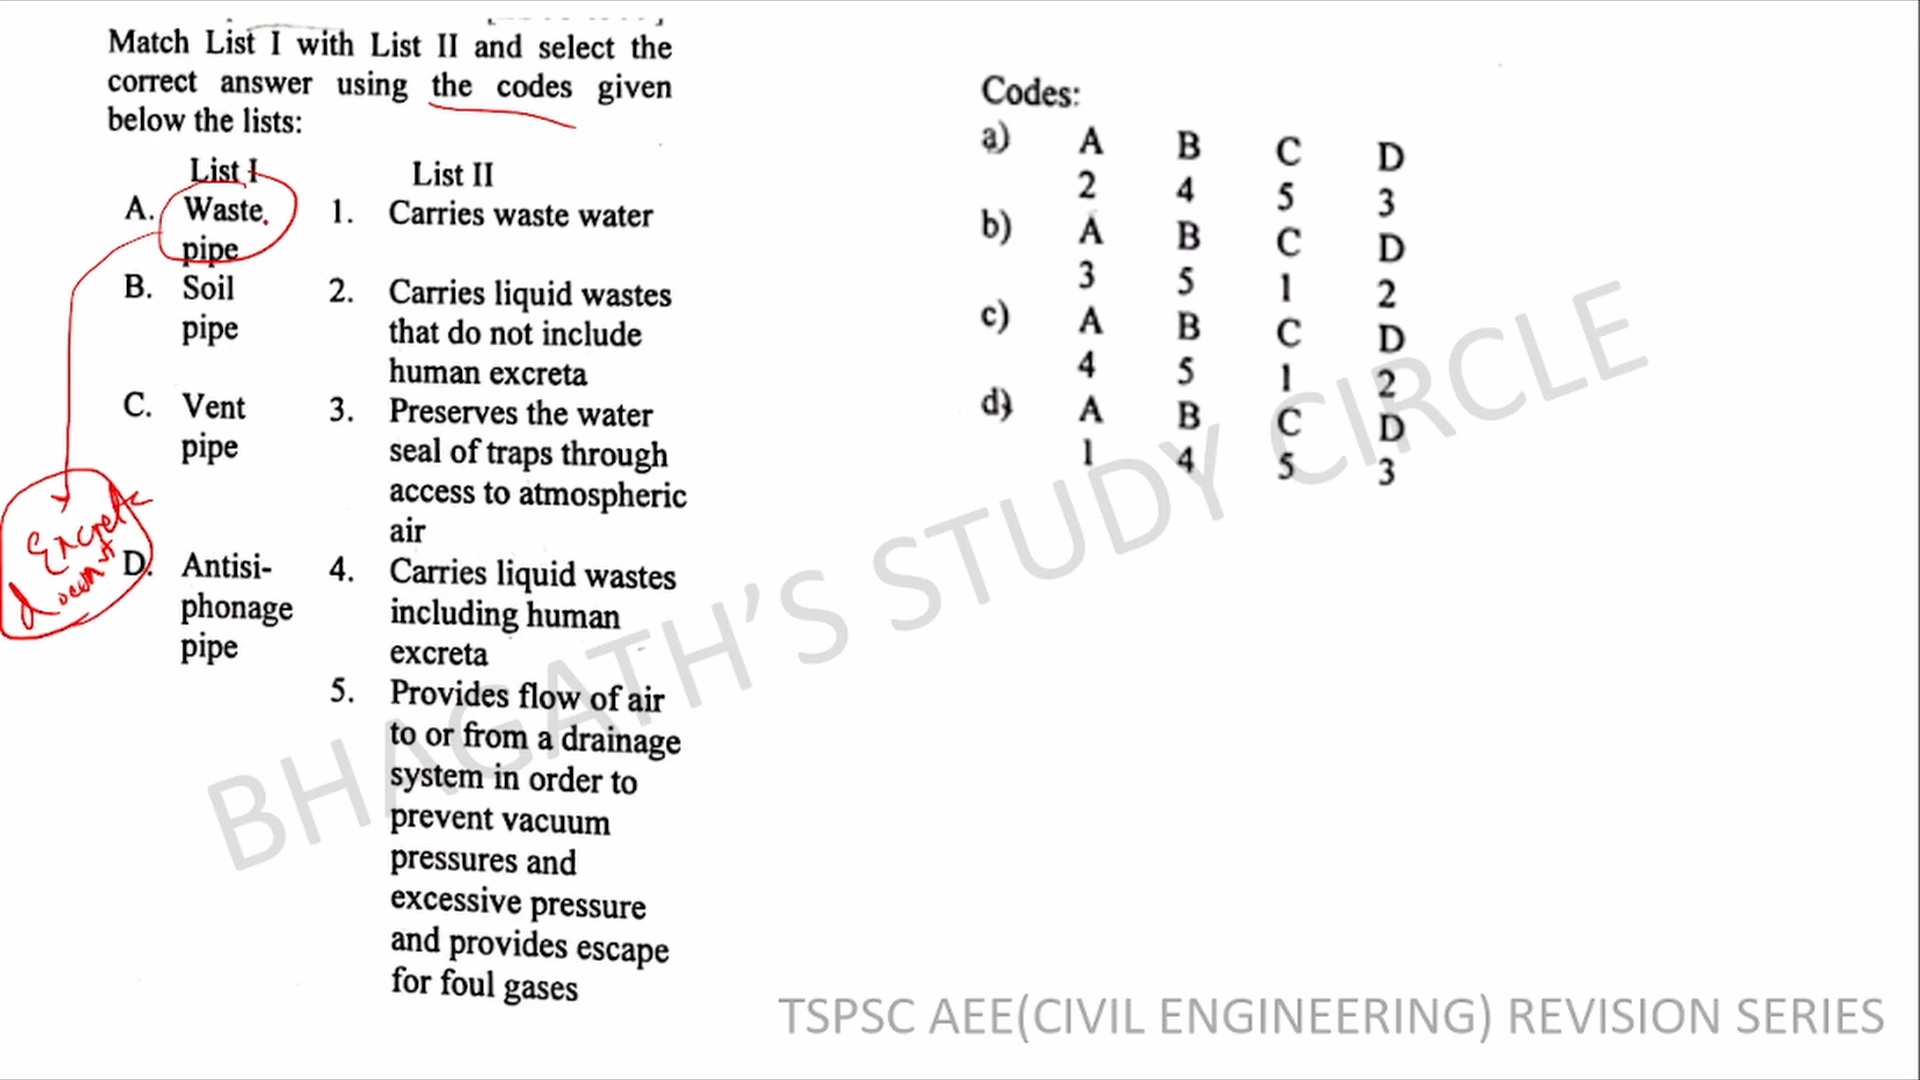 Match List I with List II and select the
correct answer using the codes given
below the lists:
List I List II
A. Waste 1. Carries waste water
pipe
B. Soil 2. Carries liquid wastes
pipe that do not include
human excreta
C. Vent 3. Preserves the water
pipe seal of traps through
access to atmospheric
air
D. Antisi- 4. Carries liquid wastes
phonage including human
pipe excreta
5. Provides flow of air
to or from a drainage
system in order to
prevent vacuum
pressures and
excessive pressure
and provides escape
for foul gases
Codes:
a) A B C D
2 4 5 3
b) A B C D
3 5 1 2
c) A B C D
4 5 1 2
d) A B C D
1 4 5 3
BHAGATH'S STUDY CIRCLE
TSPSC AEE(CIVIL ENGINEERING) REVISION SERIES